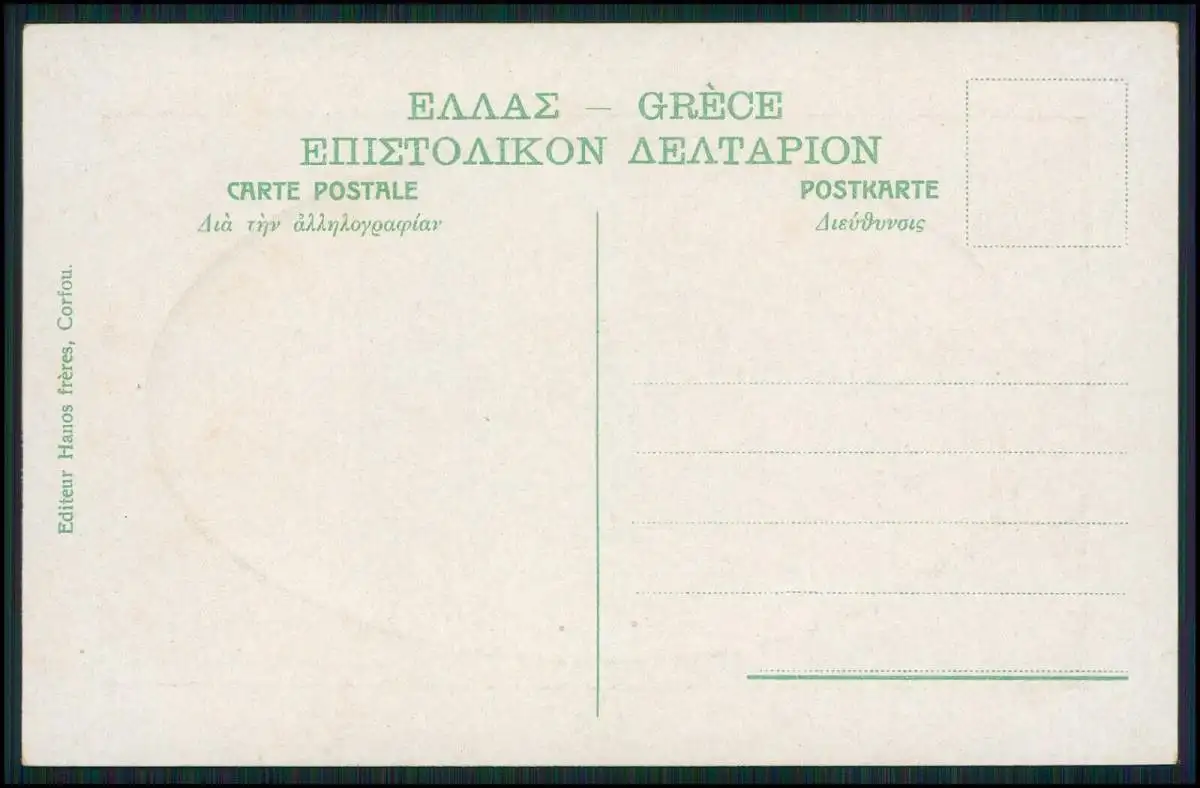 ΕΛΛΑΣ – GRÈCE
ΕΠΙΣΤΟΛΙΚΟΝ ΔΕΛΤΑΡΙΟΝ
CARTE POSTALE
POSTKARTE
Διὰ τὴν ἀλληλογραφίαν
Διεύθυνσις
Editeur Hanos frères, Corfou.